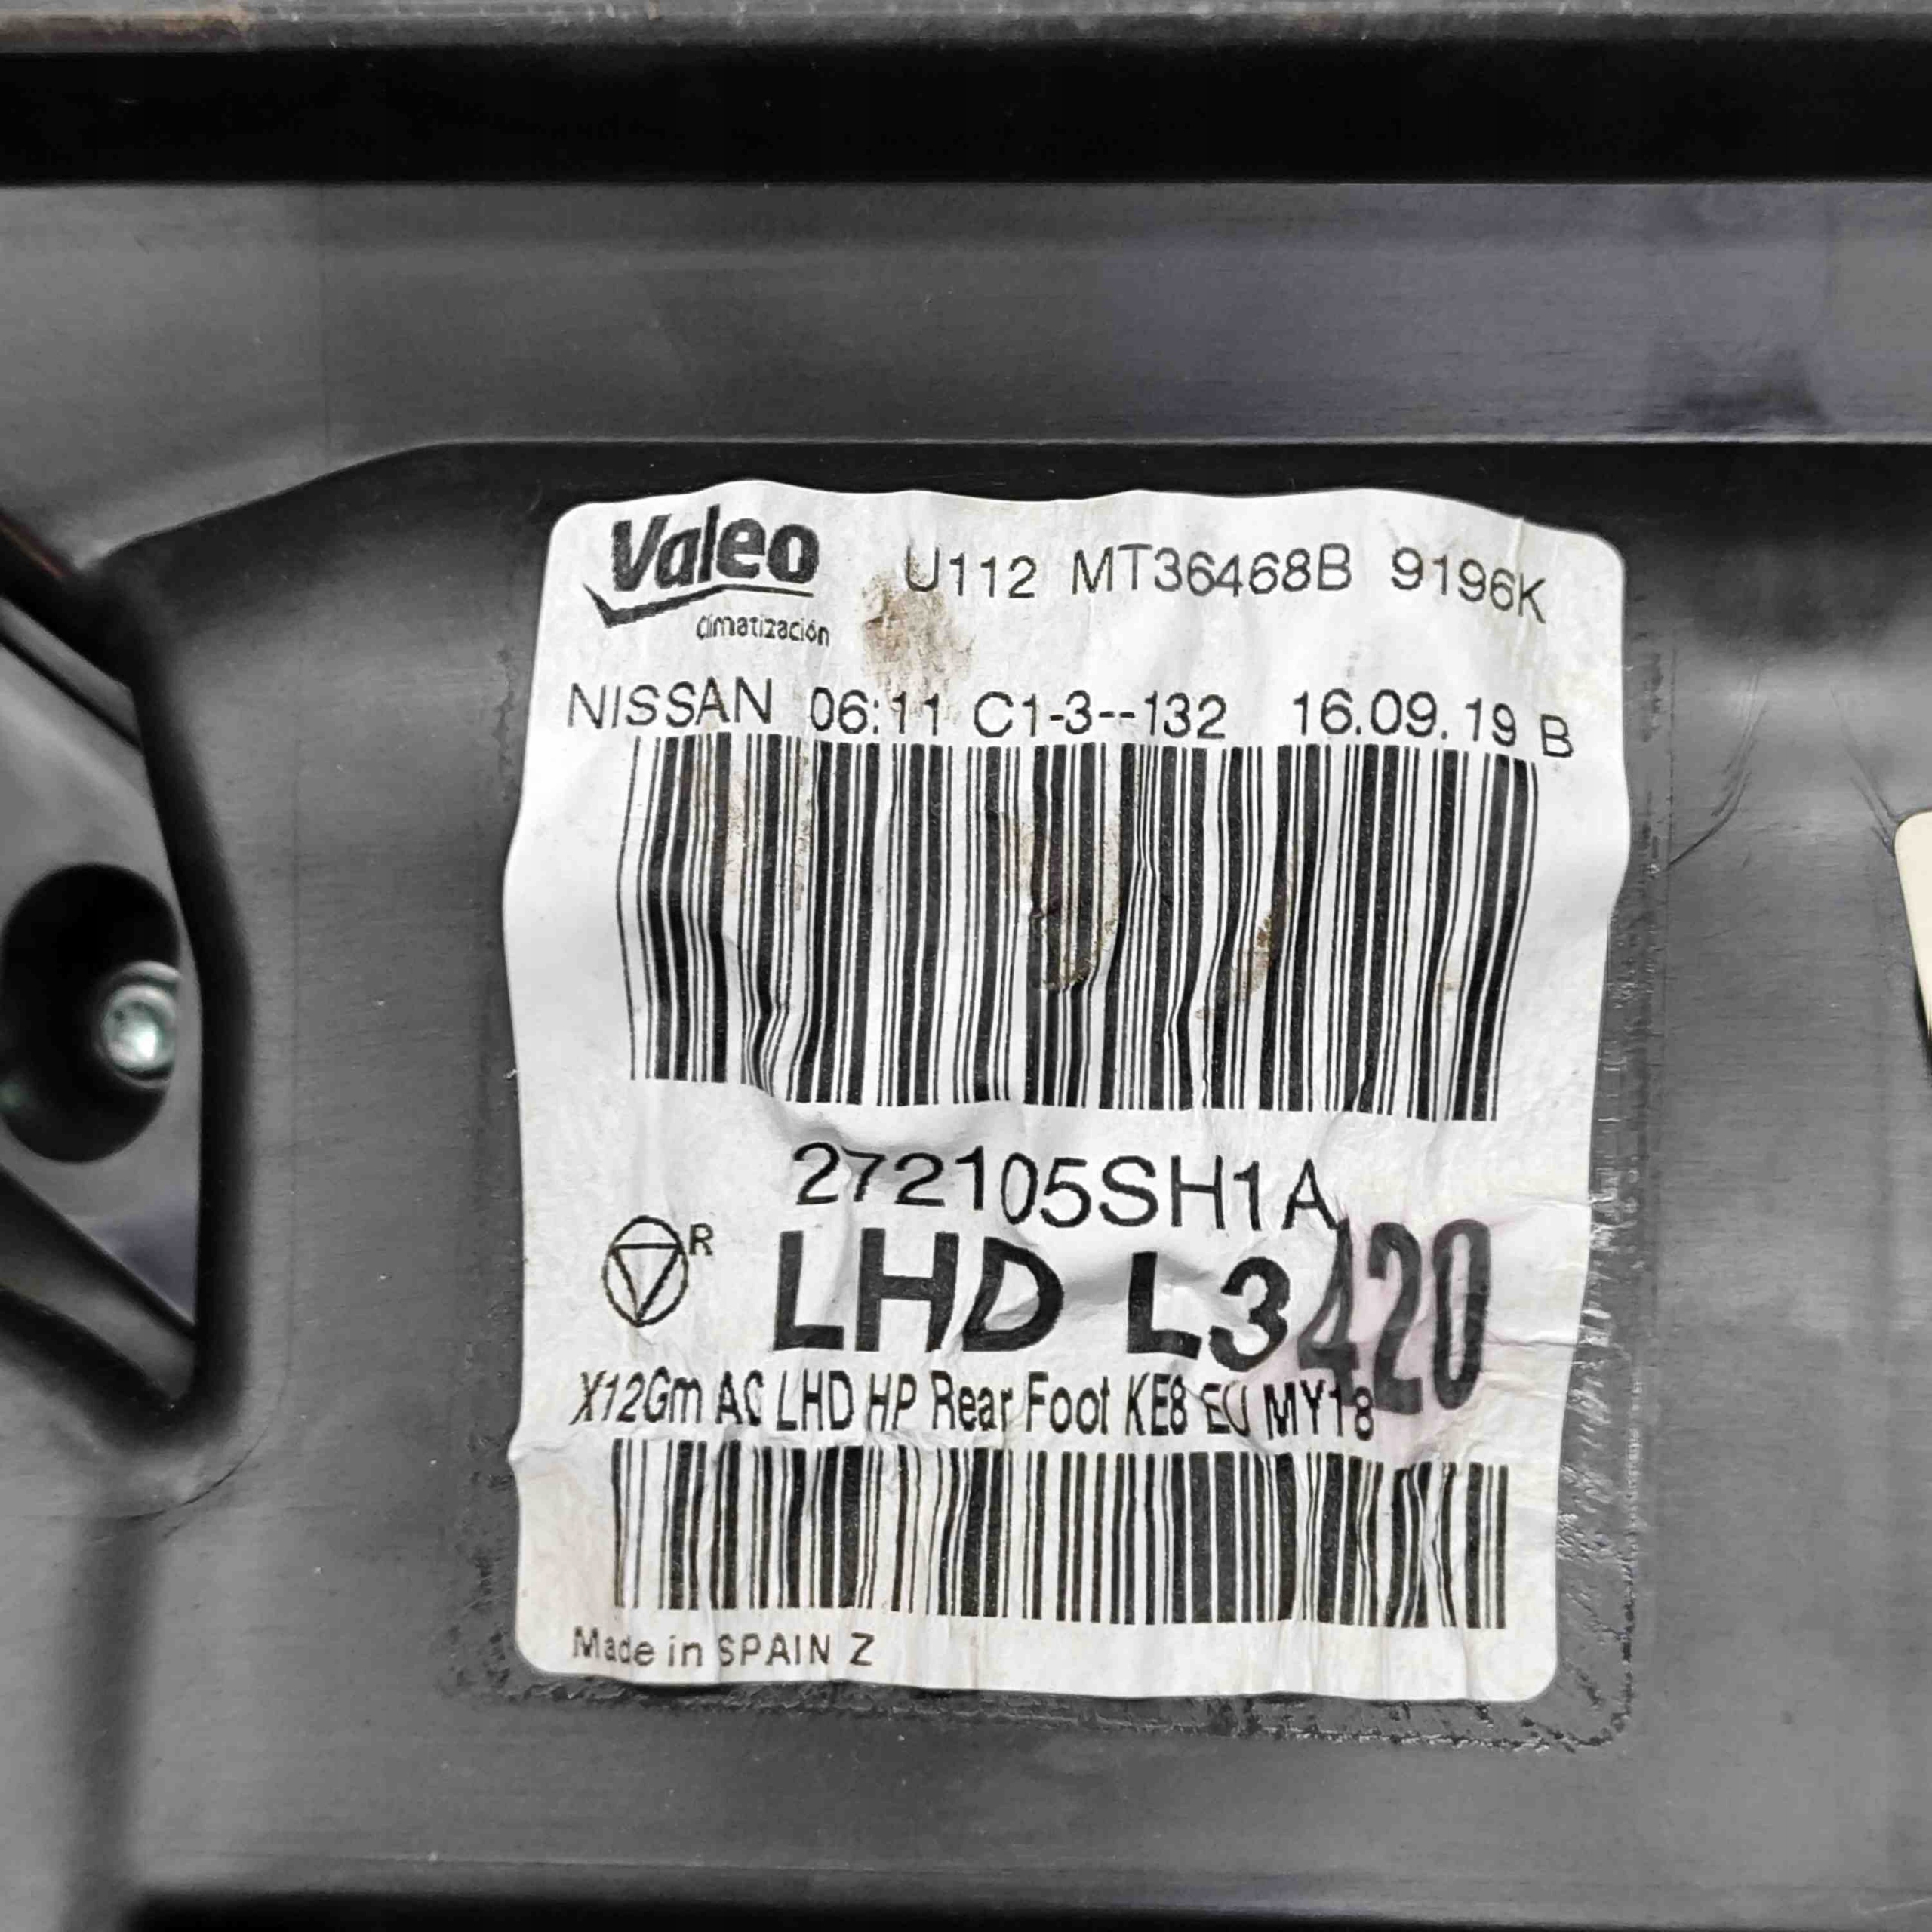 Valeo
climatización
U112 MT36468B 9196K
NISSAN 06:11 C1-3--132 16.09.19 B
272105SH1A
R LHD L3 420
X12Gm AC LHD HP Rear Foot KE8 EU MY18
Made in SPAIN Z